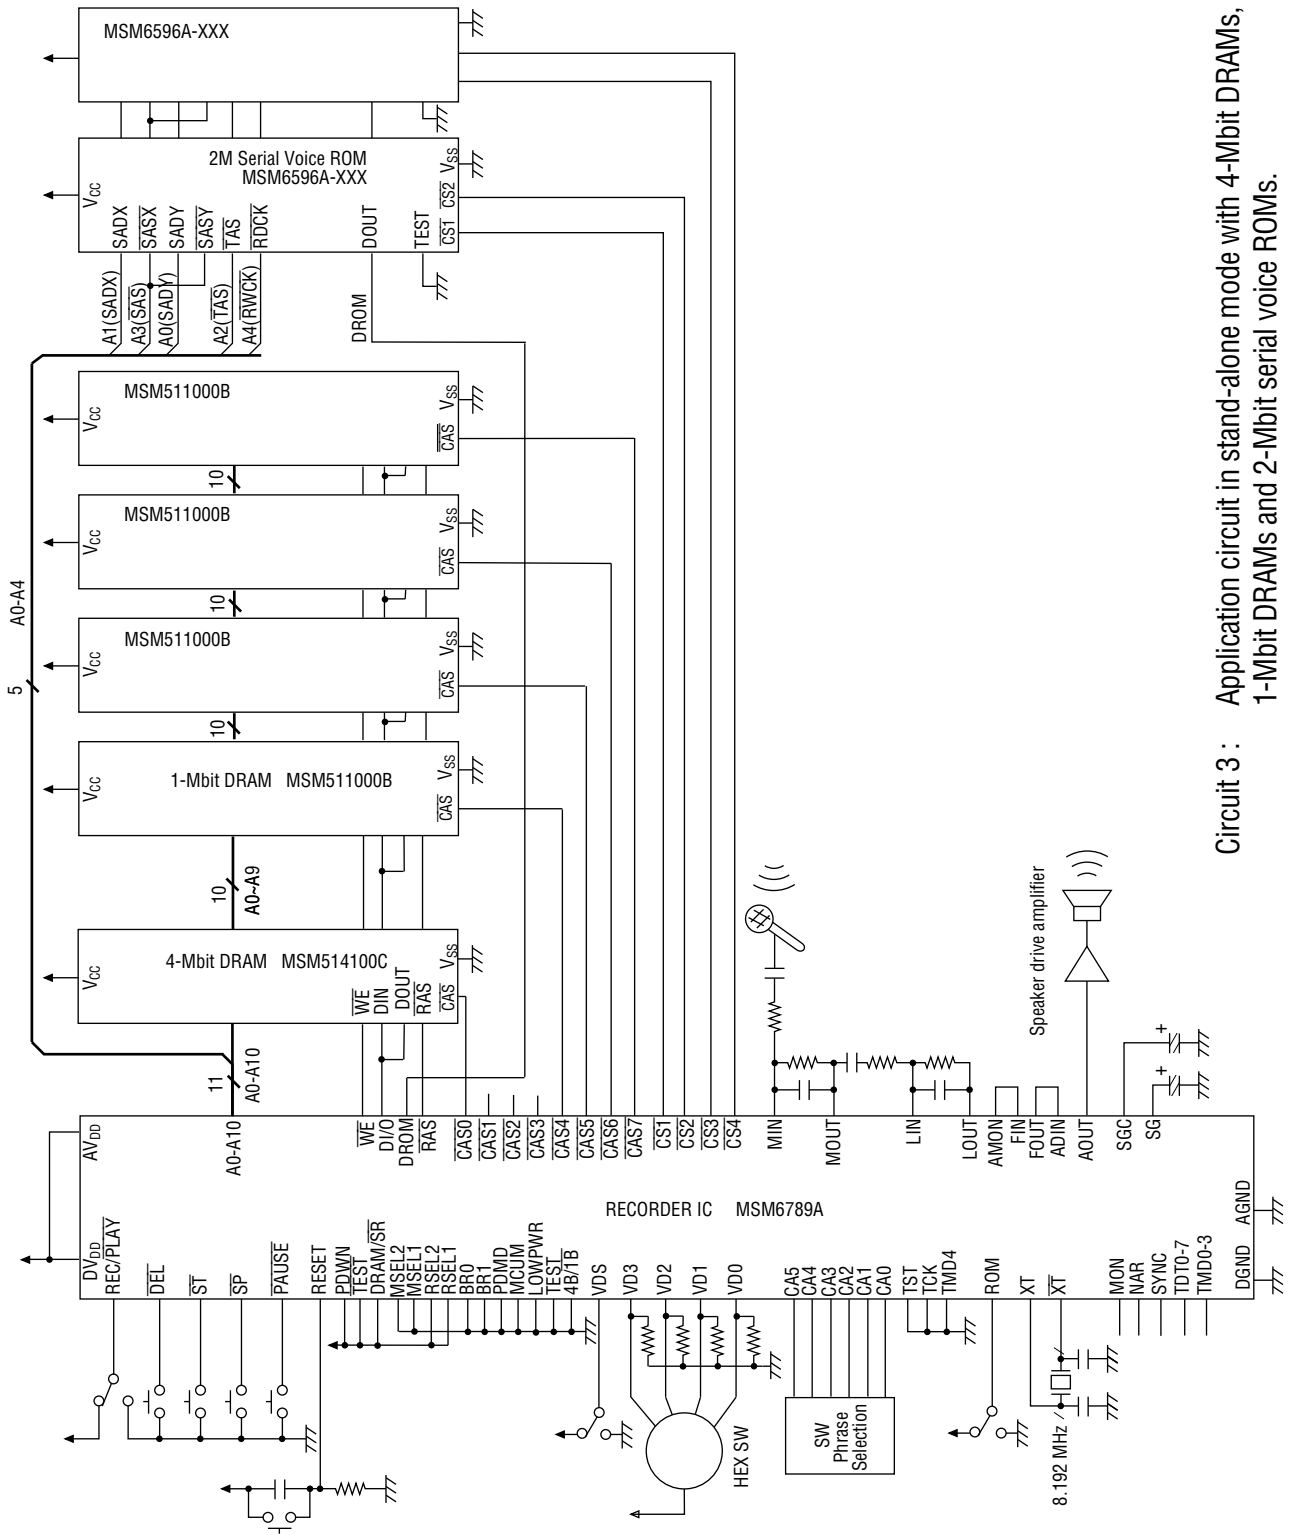 MSM6596A-XXX
2M Serial Voice ROM
MSM6596A-XXX
VCC
SADX
SASX
SADY
SASY
TAS
RDCK
DOUT
TEST
CS1
CS2
VSS
A1(SADX)
A3(SAS)
A0(SADY)
A2(TAS)
A4(RWCK)
DROM
MSM511000B
VCC
CAS
VSS
10
MSM511000B
VCC
CAS
VSS
10
MSM511000B
VCC
CAS
VSS
10
1-Mbit DRAM MSM511000B
VCC
CAS
VSS
5
A0-A4
10
A0~A9
4-Mbit DRAM MSM514100C
VCC
WE
DIN
DOUT
RAS
CAS
VSS
11
A0-A10
AVDD
A0-A10
WE
DI/O
DROM
RAS
CAS0
CAS1
CAS2
CAS3
CAS4
CAS5
CAS6
CAS7
CS1
CS2
CS3
CS4
MIN
MOUT
LIN
LOUT
AMON
FIN
FOUT
ADIN
AOUT
SGC
SG
+
+
Speaker drive amplifier
RECORDER IC MSM6789A
DVDD
REC/PLAY
DEL
ST
SP
PAUSE
RESET
PDWN
TEST
DRAM/SR
MSEL2
MSEL1
RSEL2
RSEL1
BR0
BR1
PDMD
MCUM
LOWPWR
TEST
4B/1B
VDS
VD3
VD2
VD1
VD0
CA5
CA4
CA3
CA2
CA1
CA0
TST
TCK
TMD4
ROM
XT
XT
MON
NAR
SYNC
TDT0-7
TMD0-3
DGND
AGND
HEX SW
SW
Phrase
Selection
8.192 MHz
Circuit 3 : Application circuit in stand-alone mode with 4-Mbit DRAMs,
1-Mbit DRAMs and 2-Mbit serial voice ROMs.